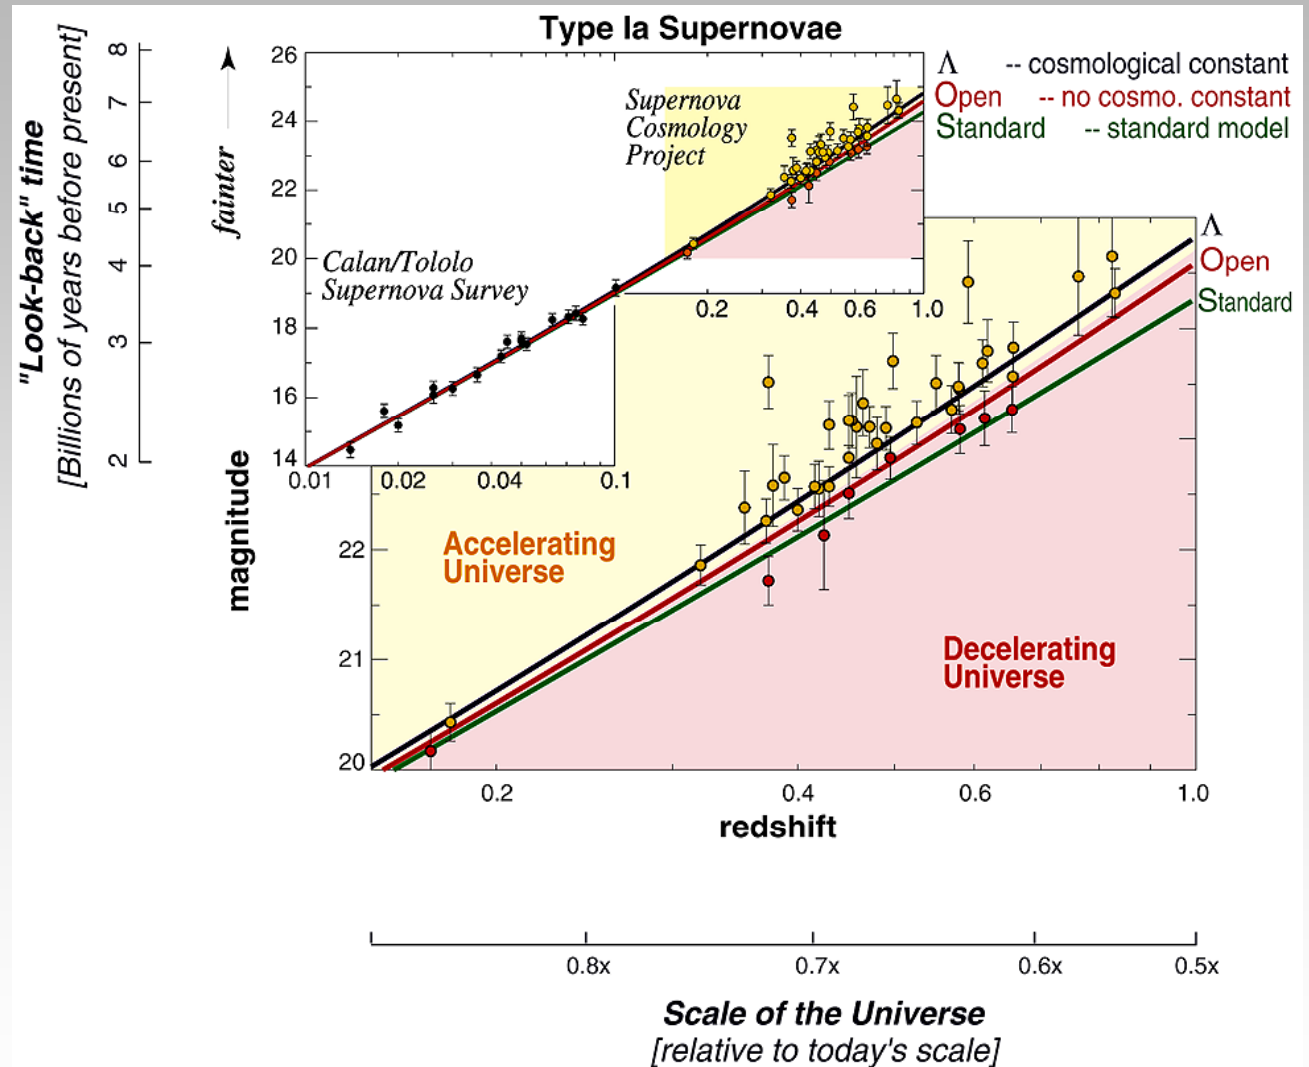 Type Ia Supernovae
"Look-back" time
[Billions of years before present]
8
7
6
5
4
3
2
fainter
magnitude
26
24
22
20
18
16
14
0.01
0.02
0.04
0.1
0.2
0.4
0.6
1.0
Supernova
Cosmology
Project
Calan/Tololo
Supernova Survey
Λ -- cosmological constant
Open -- no cosmo. constant
Standard -- standard model
Λ
Open
Standard
Accelerating
Universe
Decelerating
Universe
22
21
20
0.2
0.4
0.6
1.0
redshift
0.8x
0.7x
0.6x
0.5x
Scale of the Universe
[relative to today's scale]